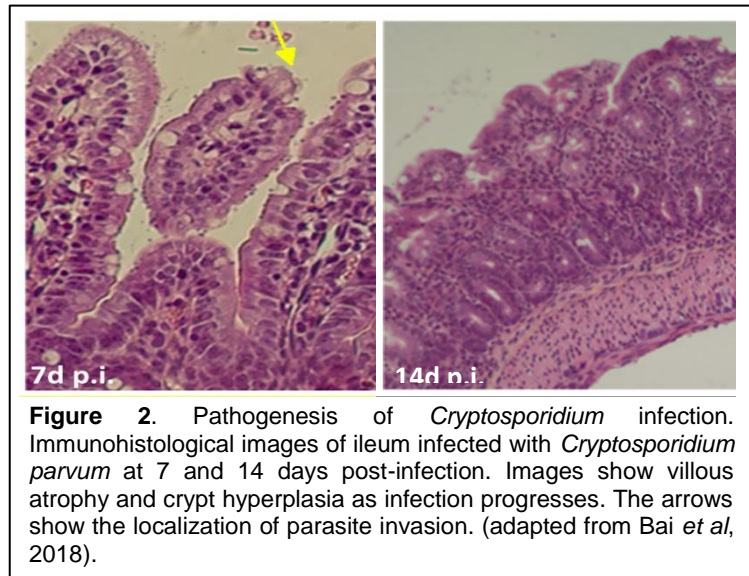 7d p.i.
14d p.i.
Figure 2. Pathogenesis of Cryptosporidium infection.
Immunohistological images of ileum infected with Cryptosporidium
parvum at 7 and 14 days post-infection. Images show villous
atrophy and crypt hyperplasia as infection progresses. The arrows
show the localization of parasite invasion. (adapted from Bai et al,
2018).